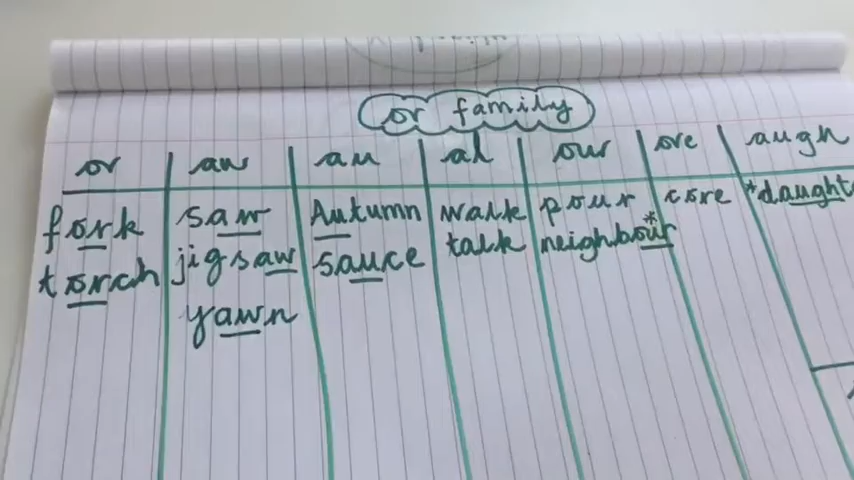 or family
or aw au al our ore augh
fork saw Autumn walk pour core *daught
torch jigsaw sauce talk neighbour*
yawn